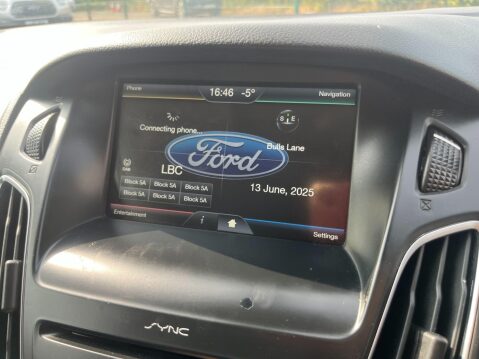 Phone
16:46 -5°
Navigation
Connecting phone...
S E
Bulls Lane
Ford
DAB
LBC
Block 5A Block 5A Block 5A
Block 5A Block 5A Block 5A
13 June, 2025
Entertainment
i
Settings
SYNC